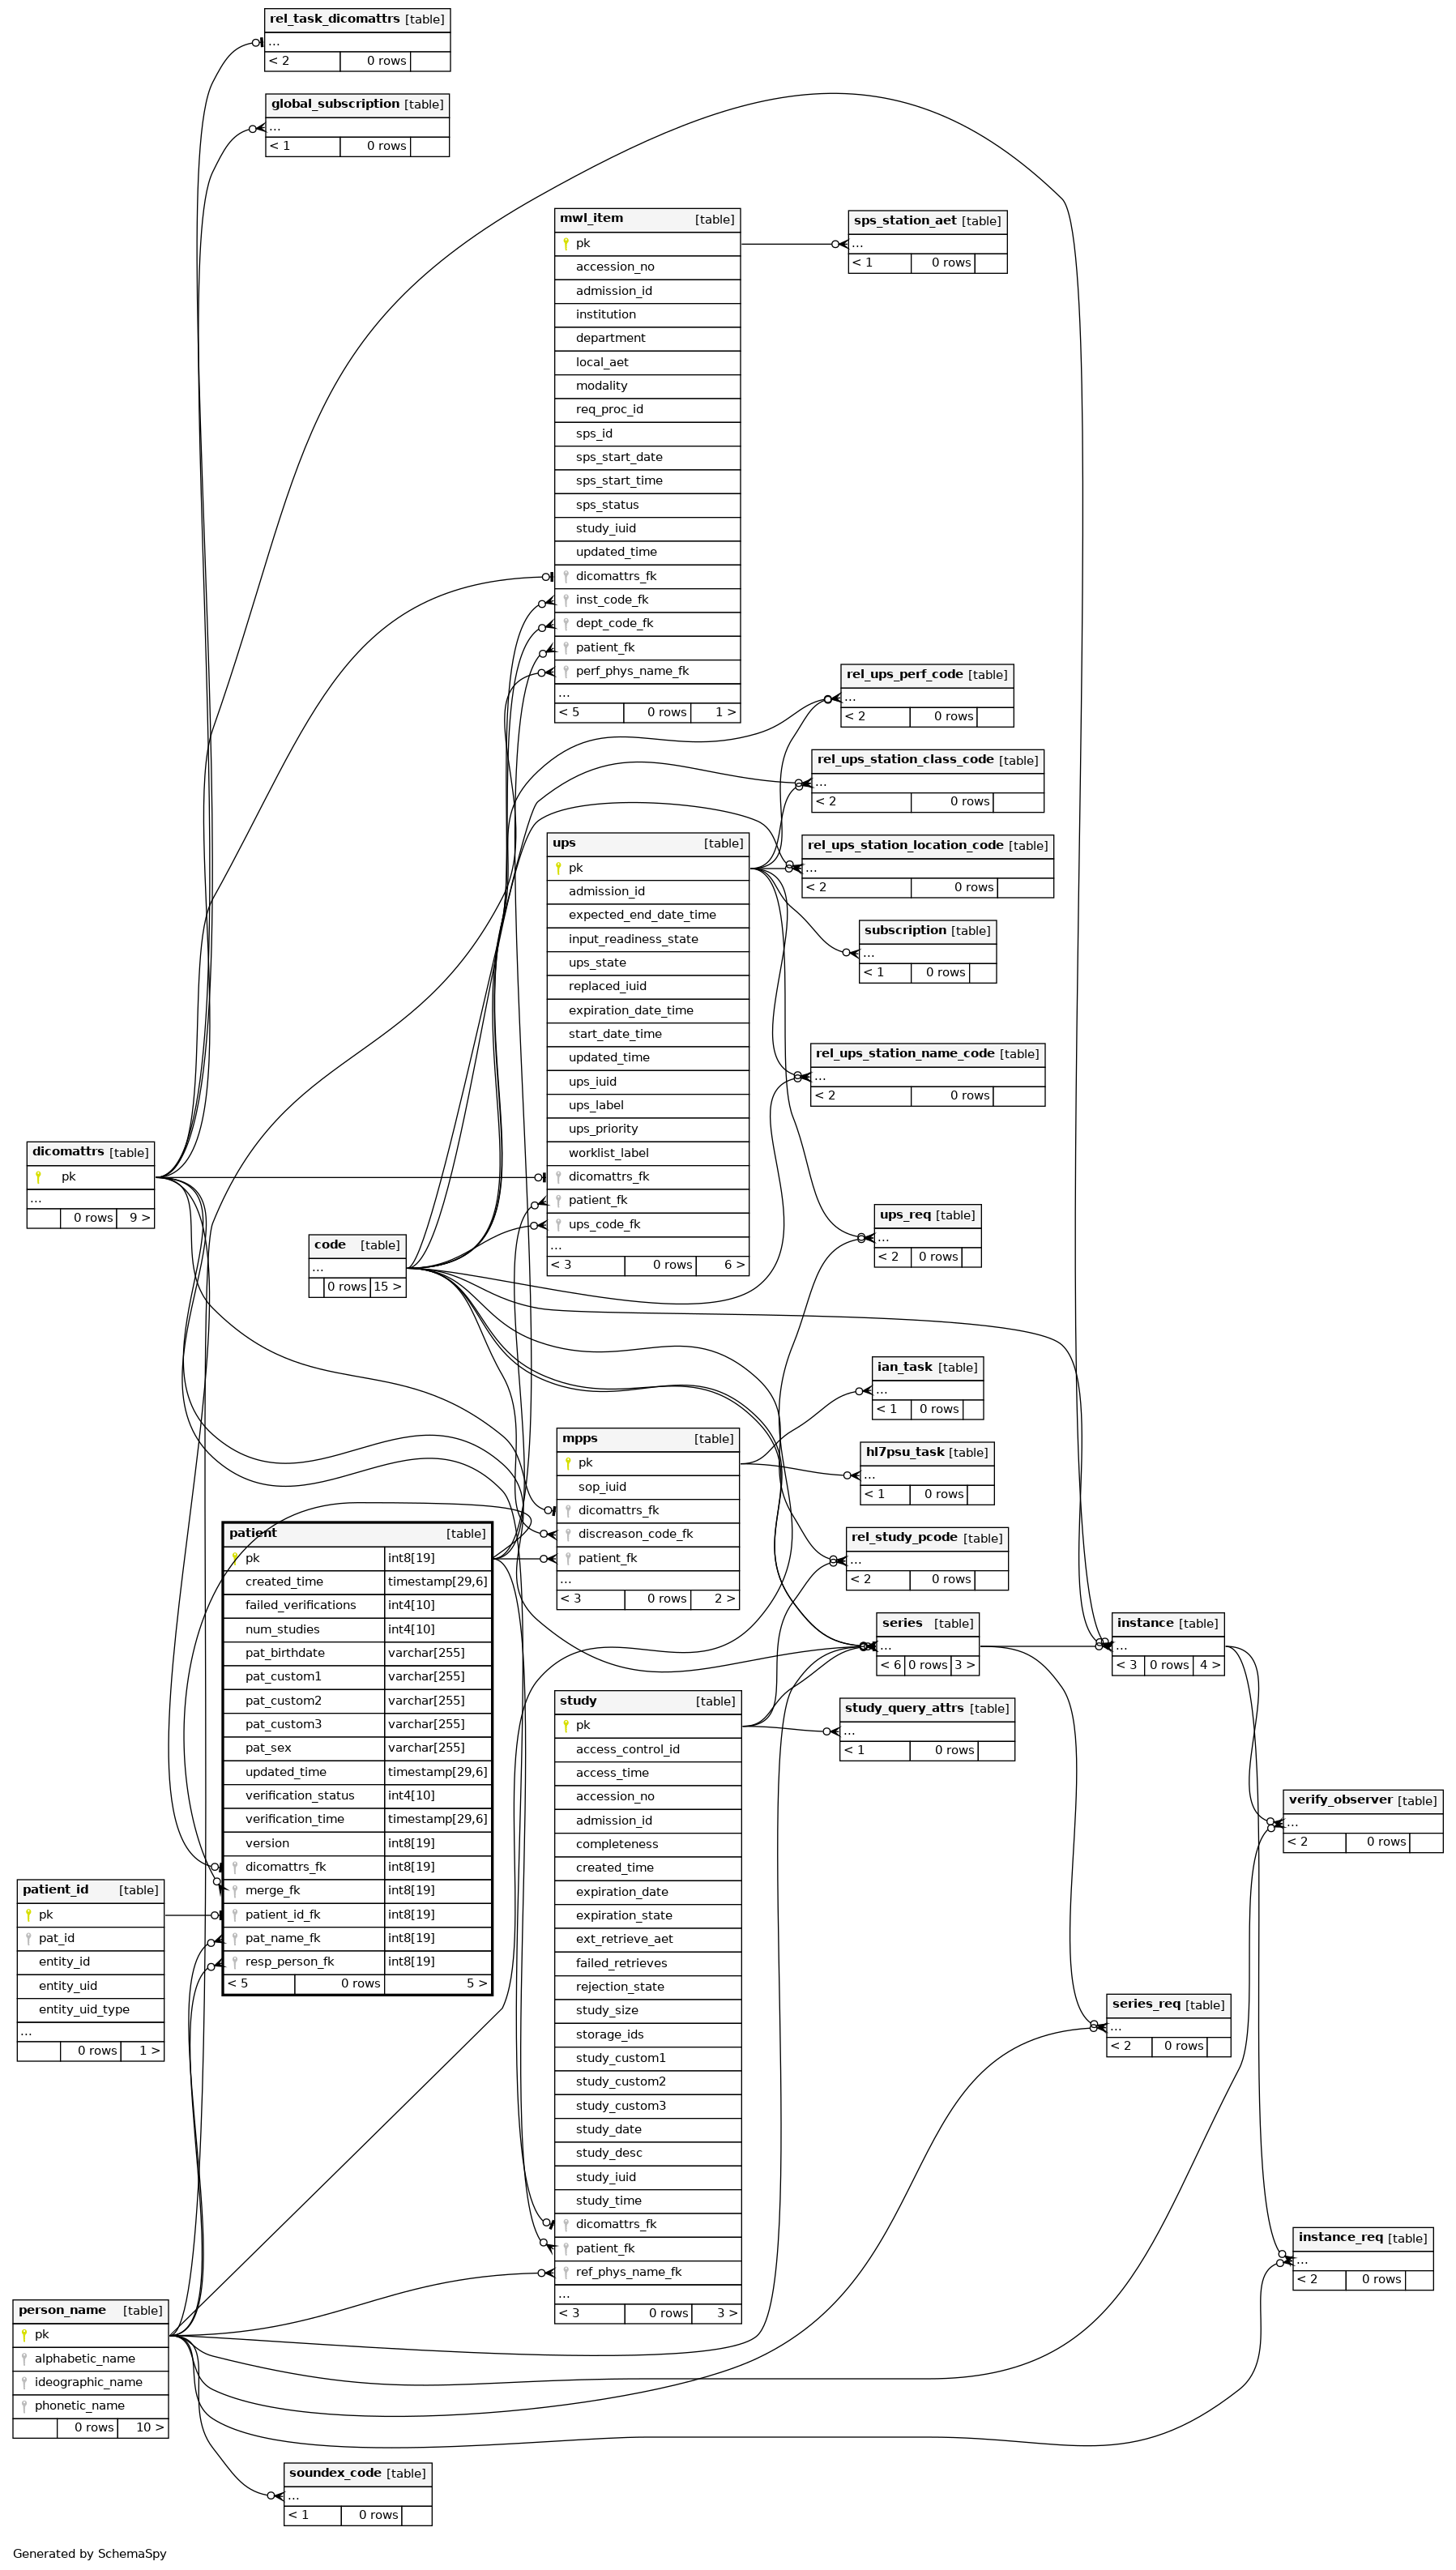 rel_task_dicomattrs [table]
...
< 2 0 rows
global_subscription [table]
...
< 1 0 rows
mwl_item [table]
pk
accession_no
admission_id
institution
department
local_aet
modality
req_proc_id
sps_id
sps_start_date
sps_start_time
sps_status
study_iuid
updated_time
dicomattrs_fk
inst_code_fk
dept_code_fk
patient_fk
perf_phys_name_fk
...
< 5 0 rows 1 >
sps_station_aet [table]
...
< 1 0 rows
rel_ups_perf_code [table]
...
< 2 0 rows
rel_ups_station_class_code [table]
...
< 2 0 rows
rel_ups_station_location_code [table]
...
< 2 0 rows
subscription [table]
...
< 1 0 rows
rel_ups_station_name_code [table]
...
< 2 0 rows
ups [table]
pk
admission_id
expected_end_date_time
input_readiness_state
ups_state
replaced_iuid
expiration_date_time
start_date_time
updated_time
ups_iuid
ups_label
ups_priority
worklist_label
dicomattrs_fk
patient_fk
ups_code_fk
...
< 3 0 rows 6 >
dicomattrs [table]
pk
...
0 rows 9 >
code [table]
...
0 rows 15 >
ups_req [table]
...
< 2 0 rows
ian_task [table]
...
< 1 0 rows
hl7psu_task [table]
...
< 1 0 rows
mpps [table]
pk
sop_iuid
dicomattrs_fk
discreason_code_fk
patient_fk
...
< 3 0 rows 2 >
rel_study_pcode [table]
...
< 2 0 rows
series [table]
...
< 6 0 rows 3 >
instance [table]
...
< 3 0 rows 4 >
patient [table]
pk int8[19]
created_time timestamp[29,6]
failed_verifications int4[10]
num_studies int4[10]
pat_birthdate varchar[255]
pat_custom1 varchar[255]
pat_custom2 varchar[255]
pat_custom3 varchar[255]
pat_sex varchar[255]
updated_time timestamp[29,6]
verification_status int4[10]
verification_time timestamp[29,6]
version int8[19]
dicomattrs_fk int8[19]
merge_fk int8[19]
patient_id_fk int8[19]
pat_name_fk int8[19]
resp_person_fk int8[19]
< 5 0 rows 5 >
study_query_attrs [table]
...
< 1 0 rows
verify_observer [table]
...
< 2 0 rows
study [table]
pk
access_control_id
access_time
accession_no
admission_id
completeness
created_time
expiration_date
expiration_state
ext_retrieve_aet
failed_retrieves
rejection_state
study_size
storage_ids
study_custom1
study_custom2
study_custom3
study_date
study_desc
study_iuid
study_time
dicomattrs_fk
patient_fk
ref_phys_name_fk
...
< 3 0 rows 3 >
patient_id [table]
pk
pat_id
entity_id
entity_uid
entity_uid_type
...
0 rows 1 >
series_req [table]
...
< 2 0 rows
instance_req [table]
...
< 2 0 rows
person_name [table]
pk
alphabetic_name
ideographic_name
phonetic_name
0 rows 10 >
soundex_code [table]
...
< 1 0 rows
Generated by SchemaSpy